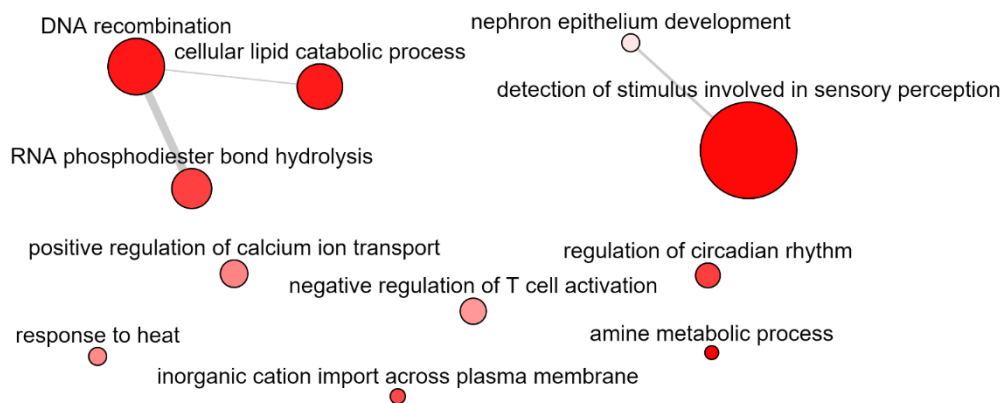 DNA recombination
cellular lipid catabolic process
nephron epithelium development
detection of stimulus involved in sensory perception
RNA phosphodiester bond hydrolysis
positive regulation of calcium ion transport
regulation of circadian rhythm
negative regulation of T cell activation
response to heat
amine metabolic process
inorganic cation import across plasma membrane